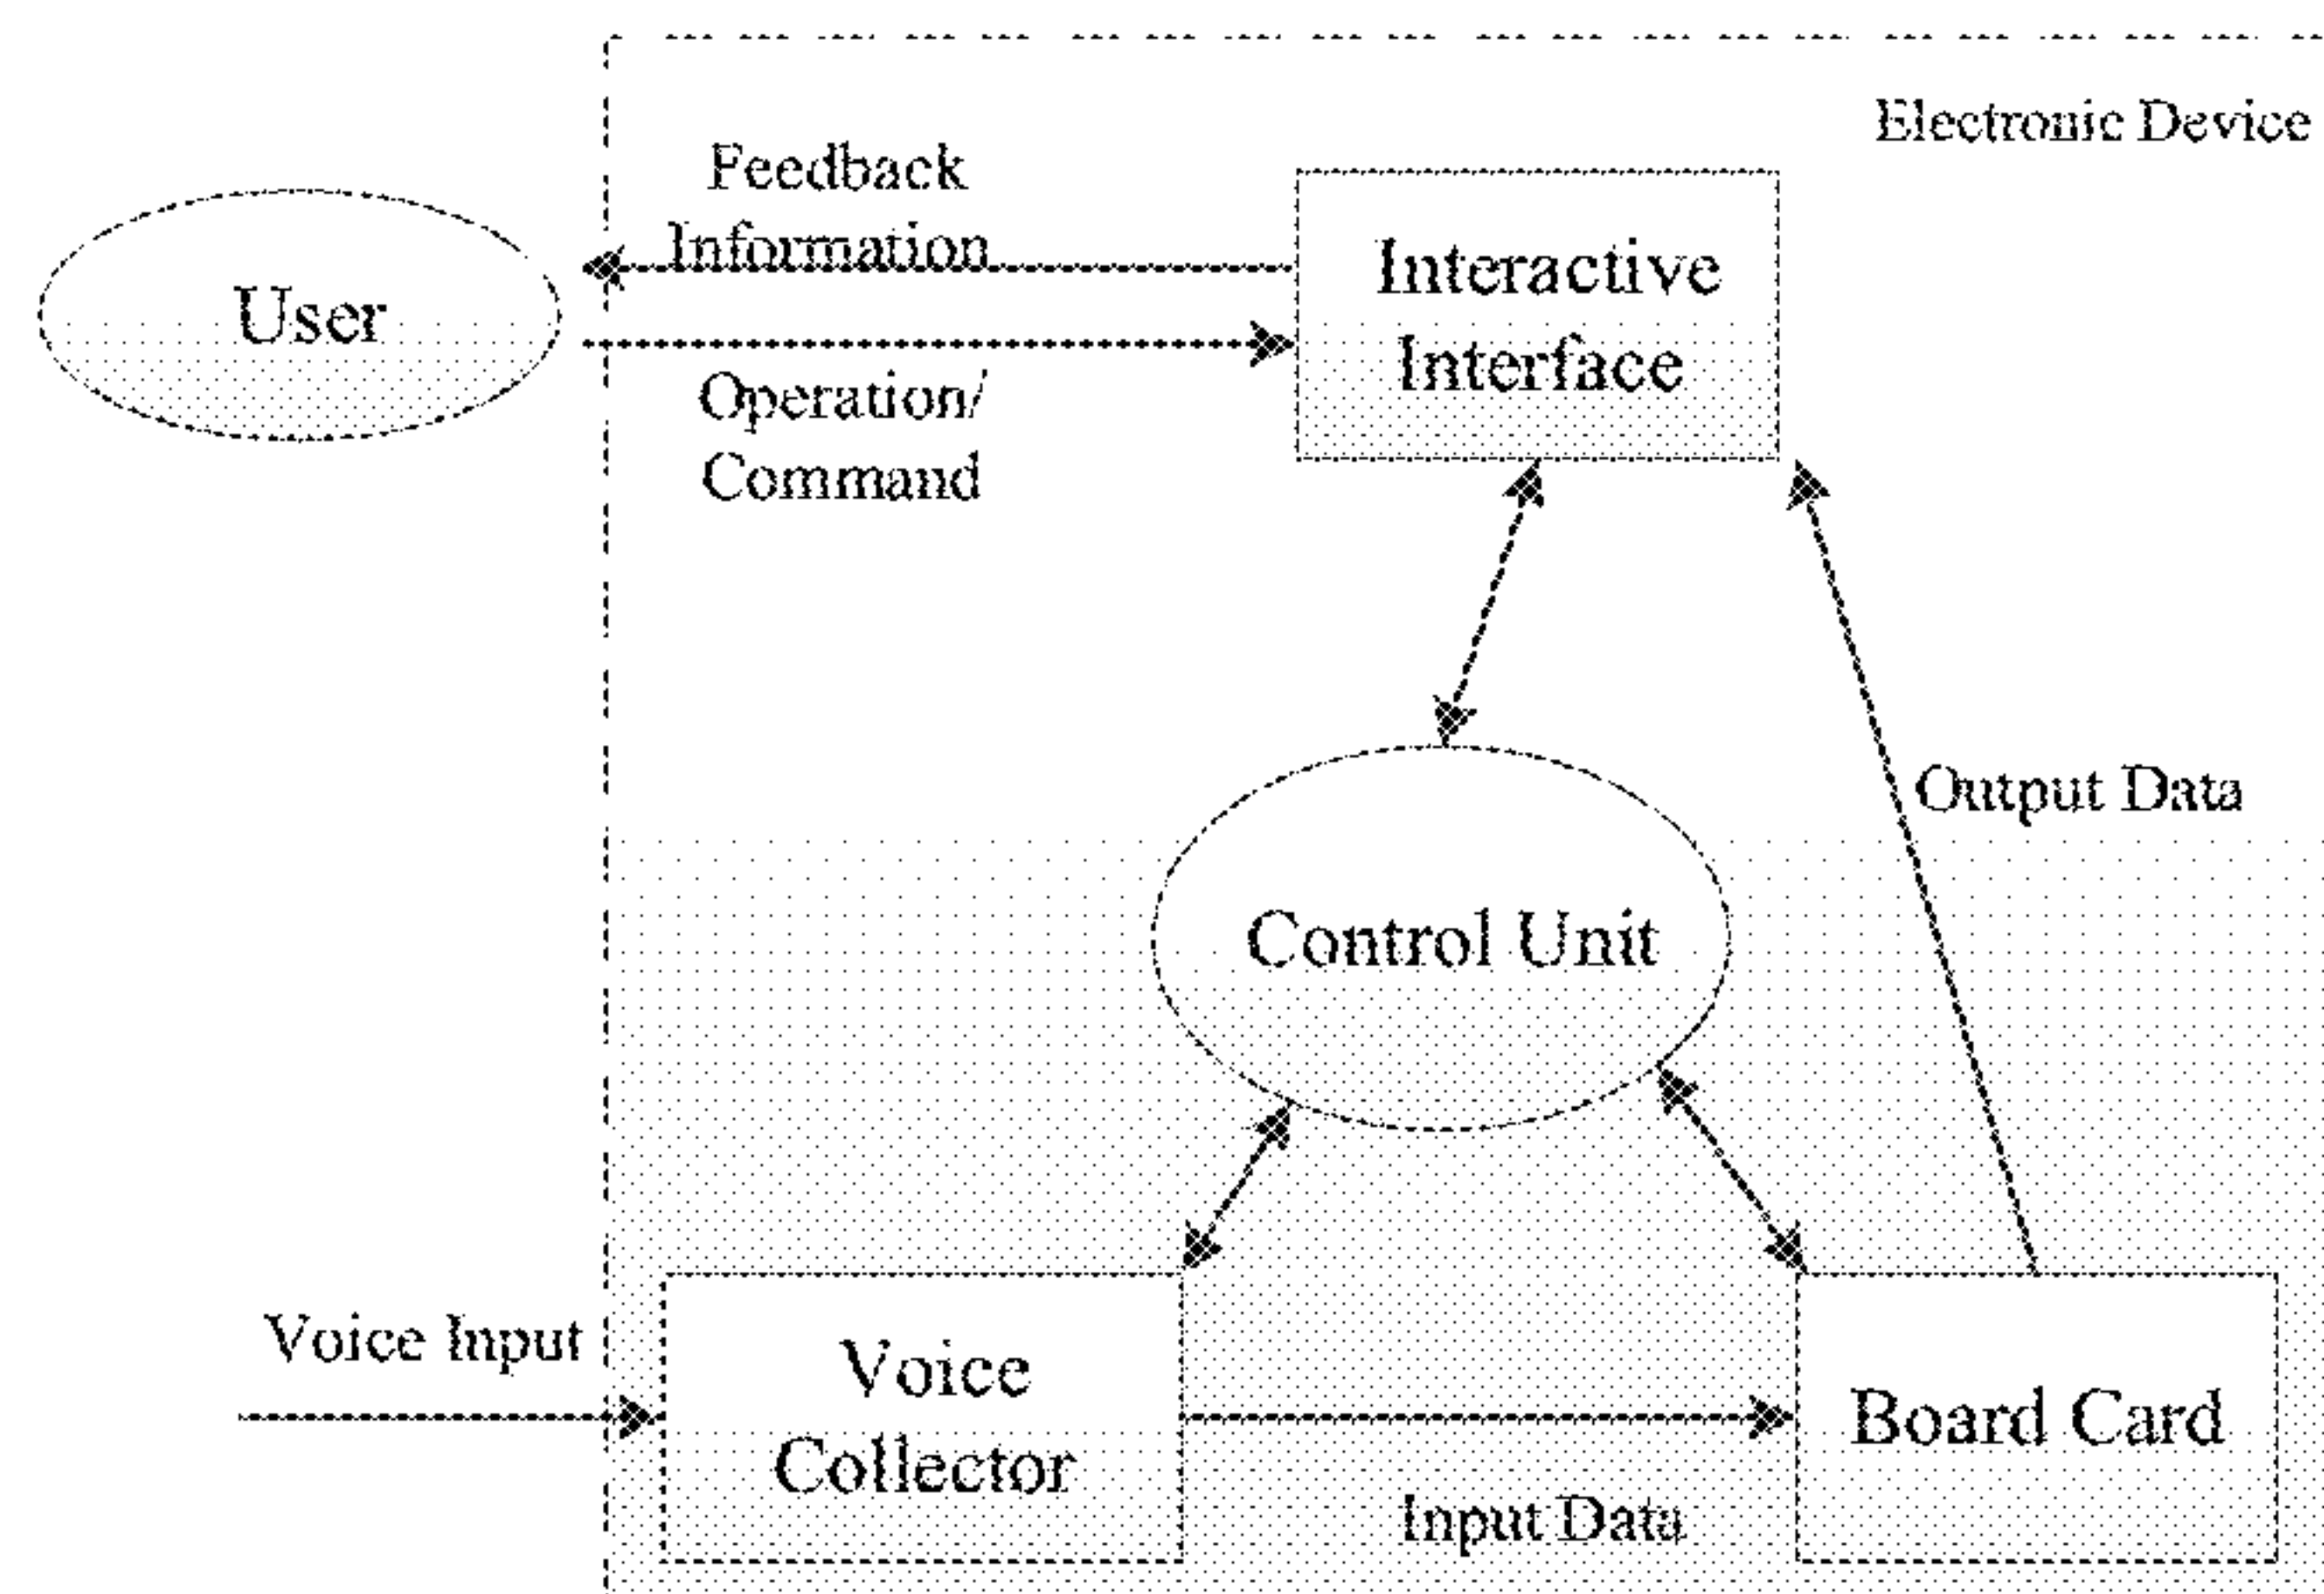 Electronic Device
Feedback
Information
User
Interactive
Interface
Operation/
Command
Output Data
Control Unit
Voice Input
Voice
Collector
Board Card
Input Data